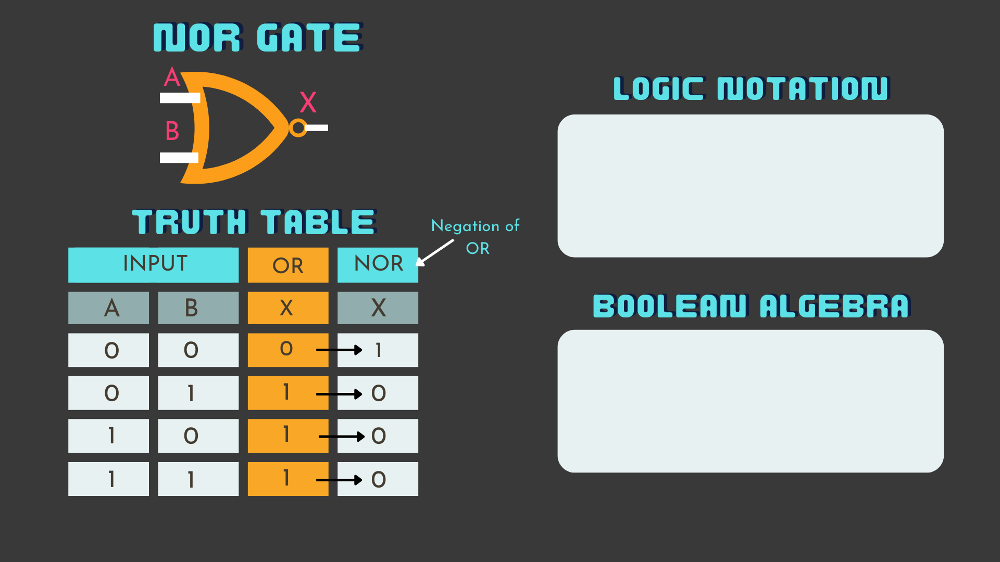 NOR GATE
A
X
B
TRUTH TABLE
Negation of
OR
INPUT OR NOR
A B X X
0 0 0 1
0 1 1 0
1 0 1 0
1 1 1 0
LOGIC NOTATION
BOOLEAN ALGEBRA